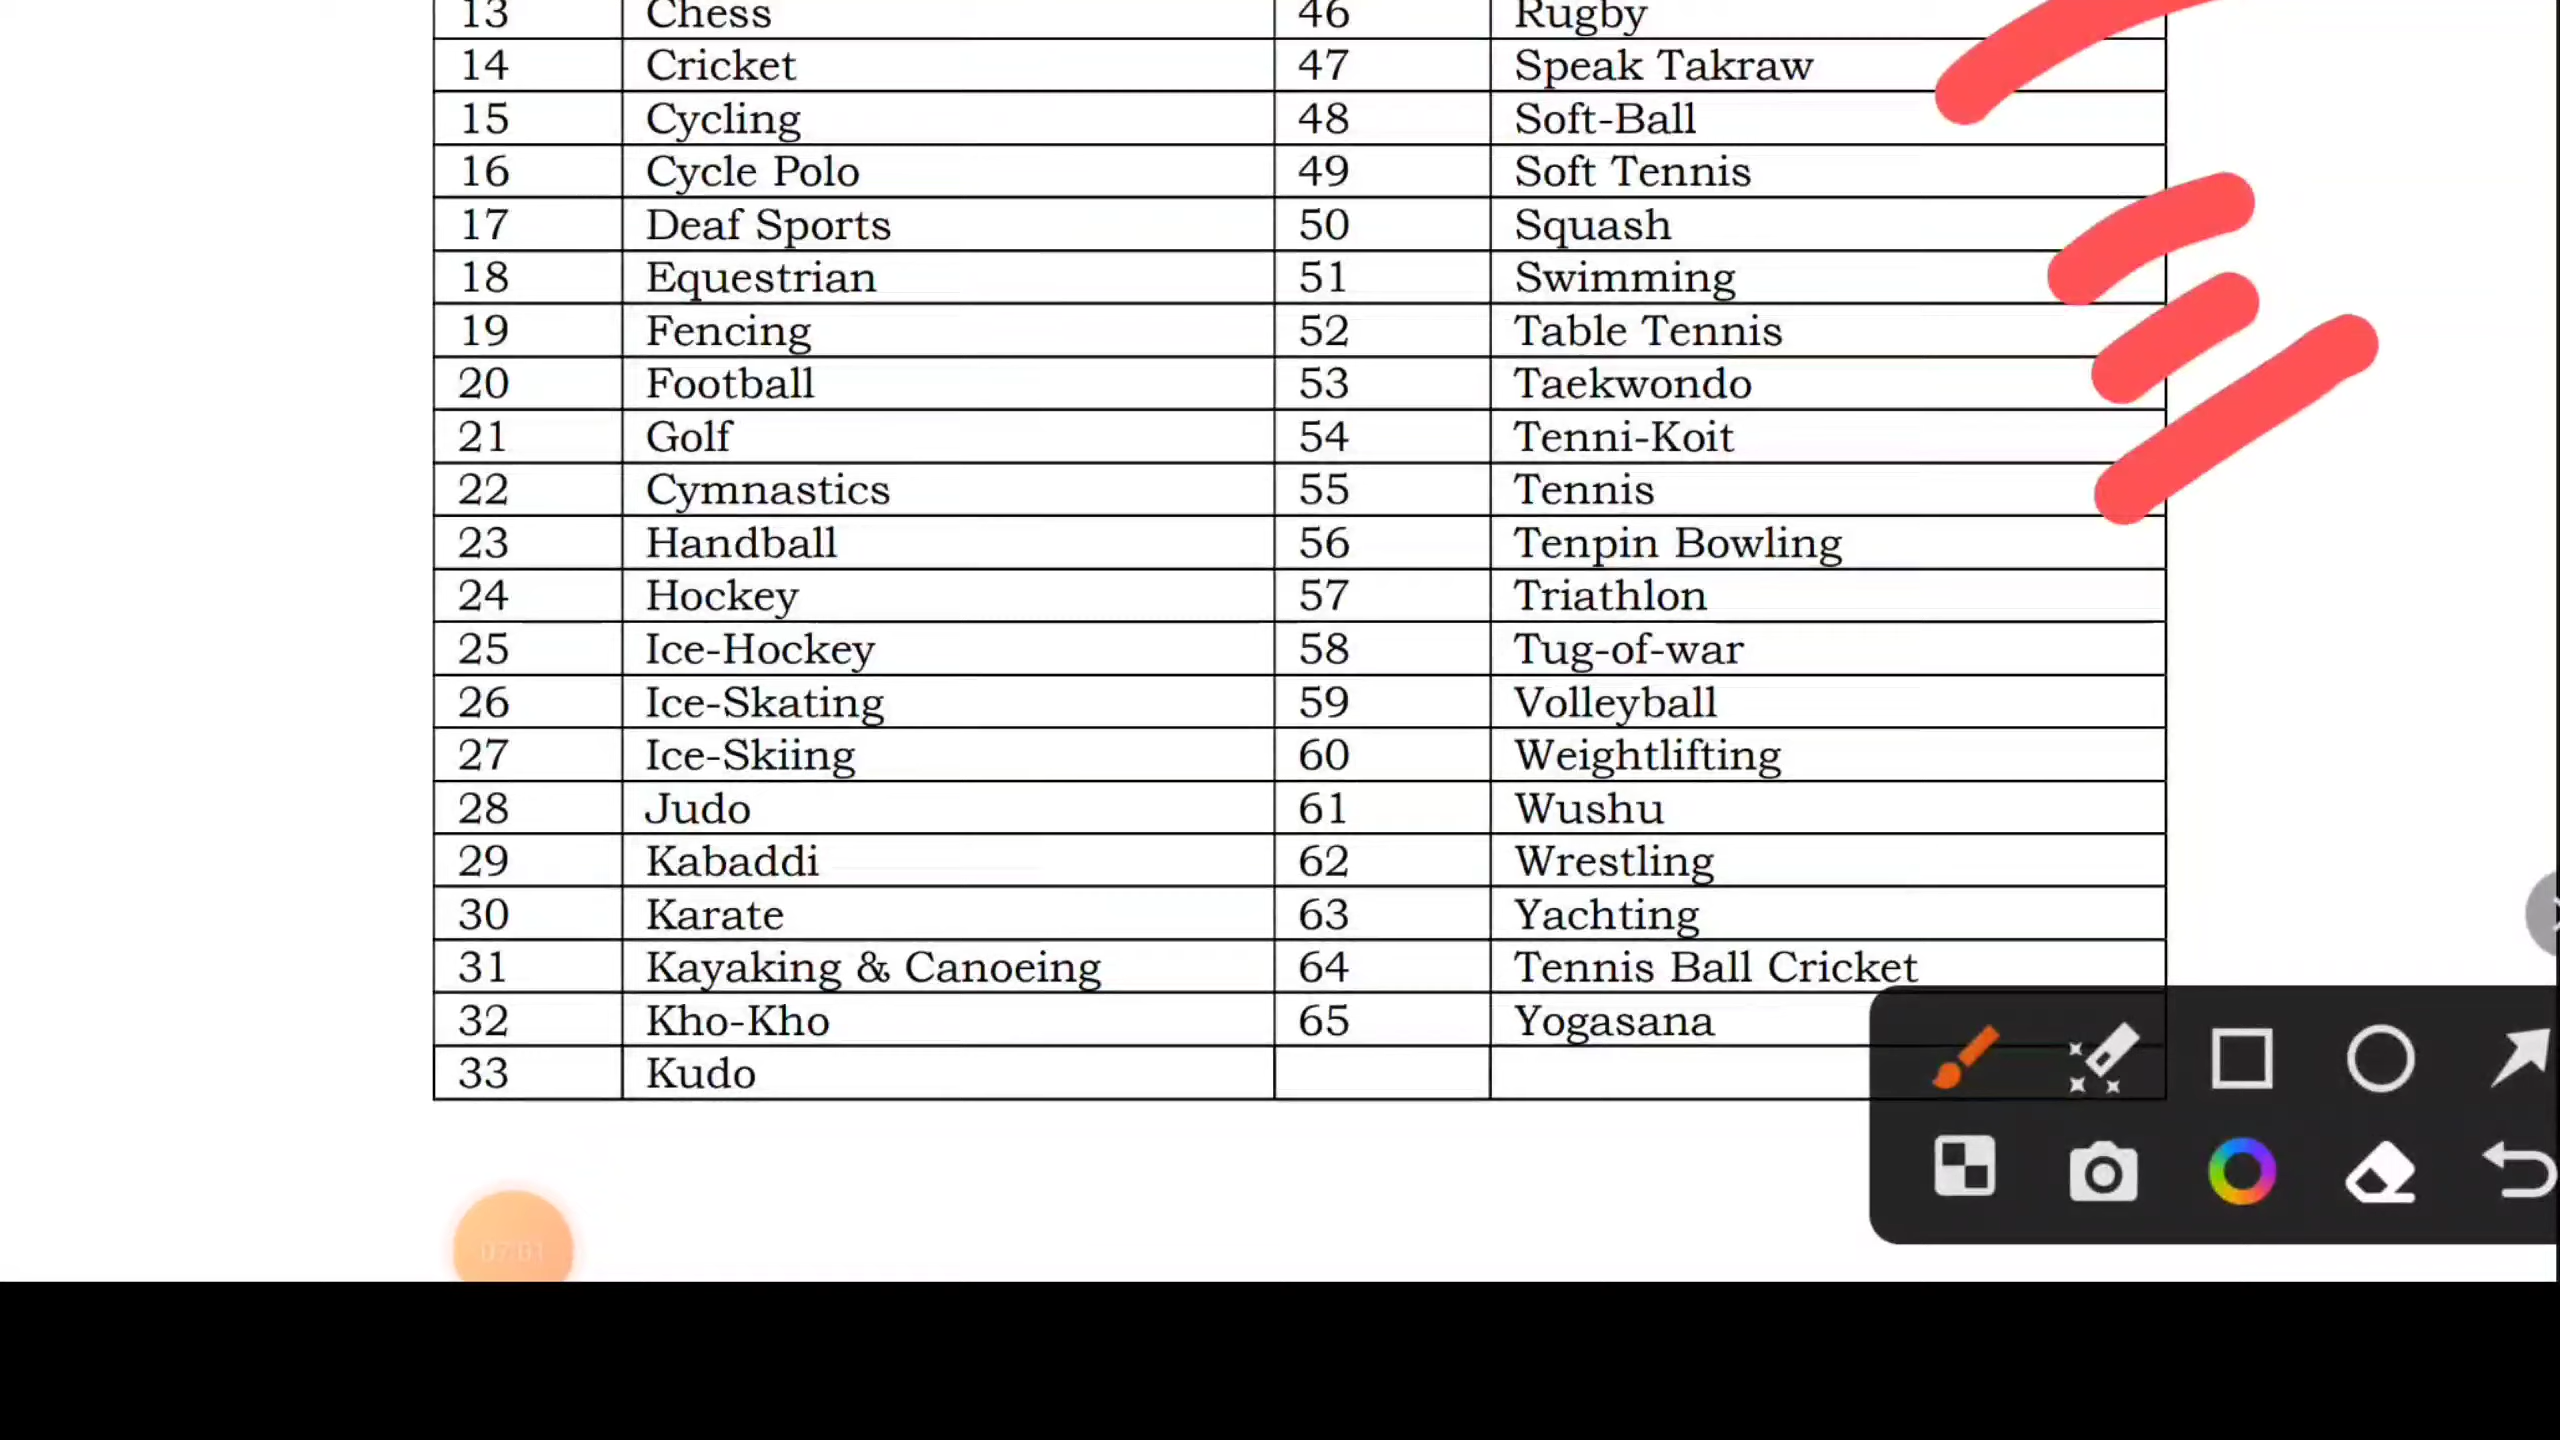 13 Chess 46 Rugby
14 Cricket 47 Speak Takraw
15 Cycling 48 Soft-Ball
16 Cycle Polo 49 Soft Tennis
17 Deaf Sports 50 Squash
18 Equestrian 51 Swimming
19 Fencing 52 Table Tennis
20 Football 53 Taekwondo
21 Golf 54 Tenni-Koit
22 Cymnastics 55 Tennis
23 Handball 56 Tenpin Bowling
24 Hockey 57 Triathlon
25 Ice-Hockey 58 Tug-of-war
26 Ice-Skating 59 Volleyball
27 Ice-Skiing 60 Weightlifting
28 Judo 61 Wushu
29 Kabaddi 62 Wrestling
30 Karate 63 Yachting
31 Kayaking & Canoeing 64 Tennis Ball Cricket
32 Kho-Kho 65 Yogasana
33 Kudo
07:01